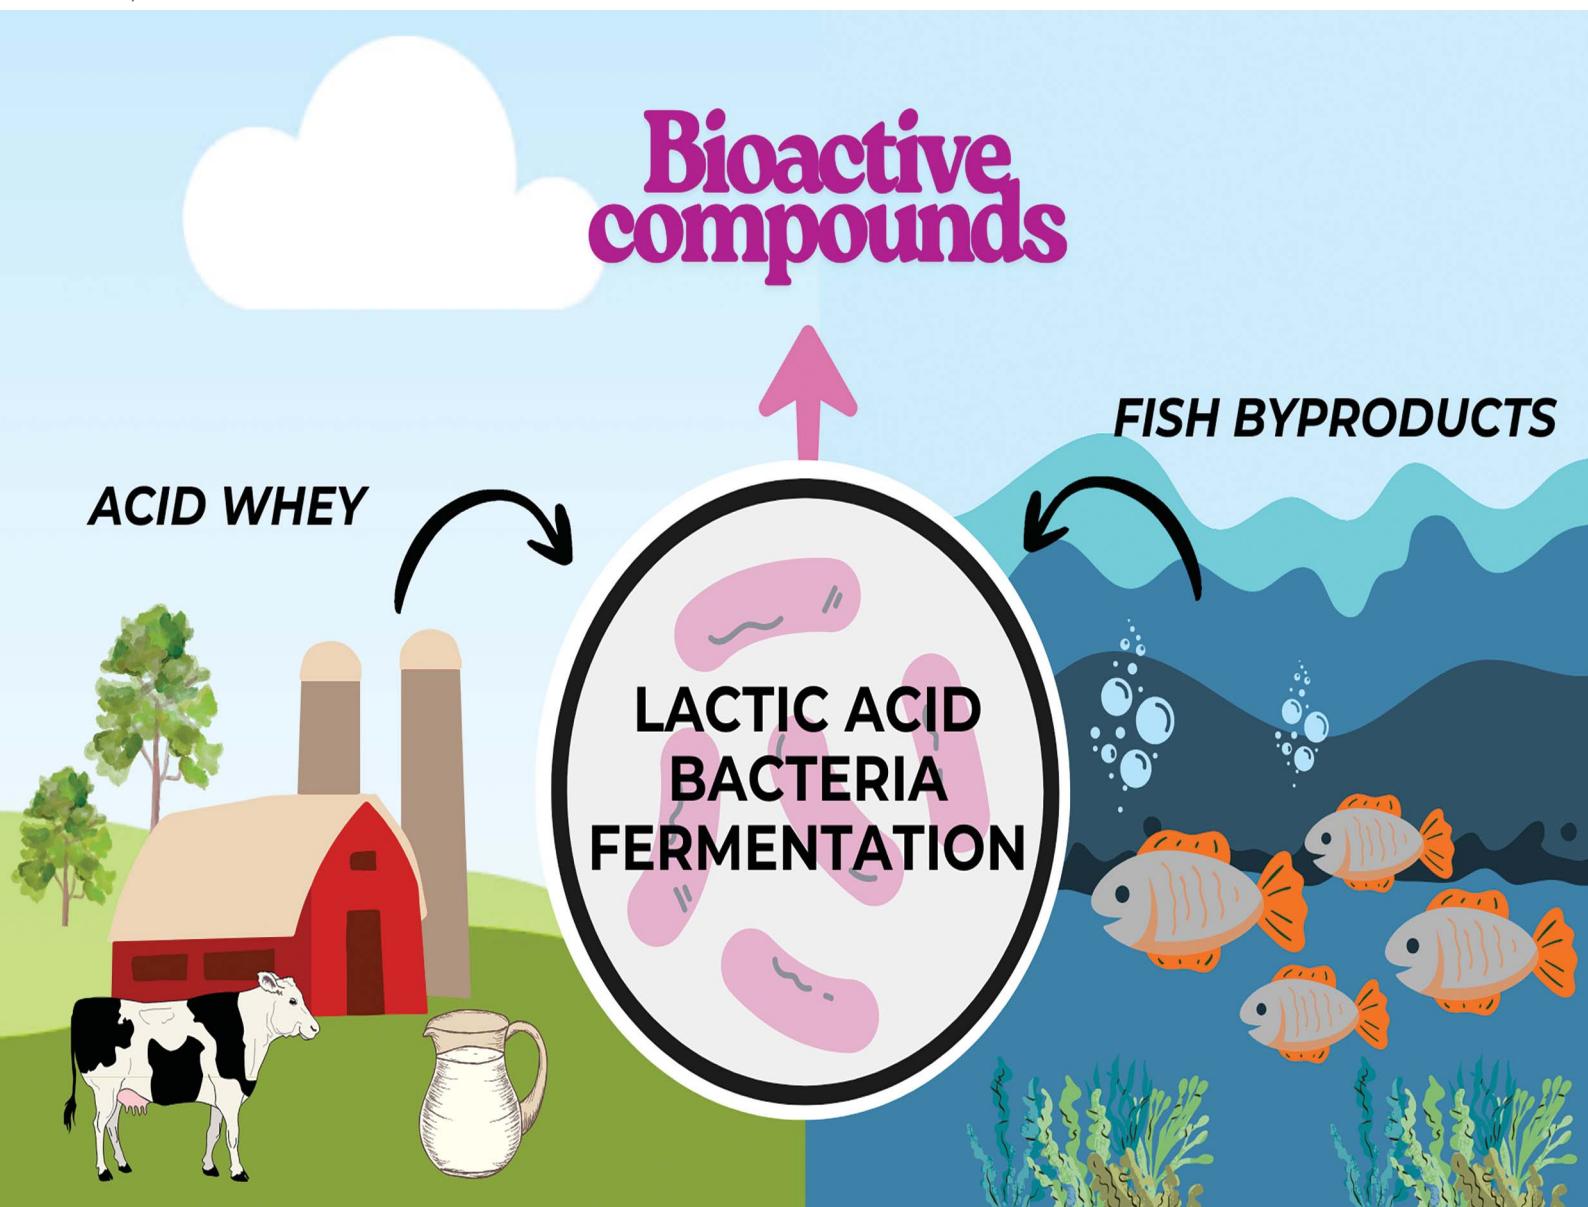 Bioactive
compounds
FISH BYPRODUCTS
ACID WHEY
LACTIC ACID
BACTERIA
FERMENTATION